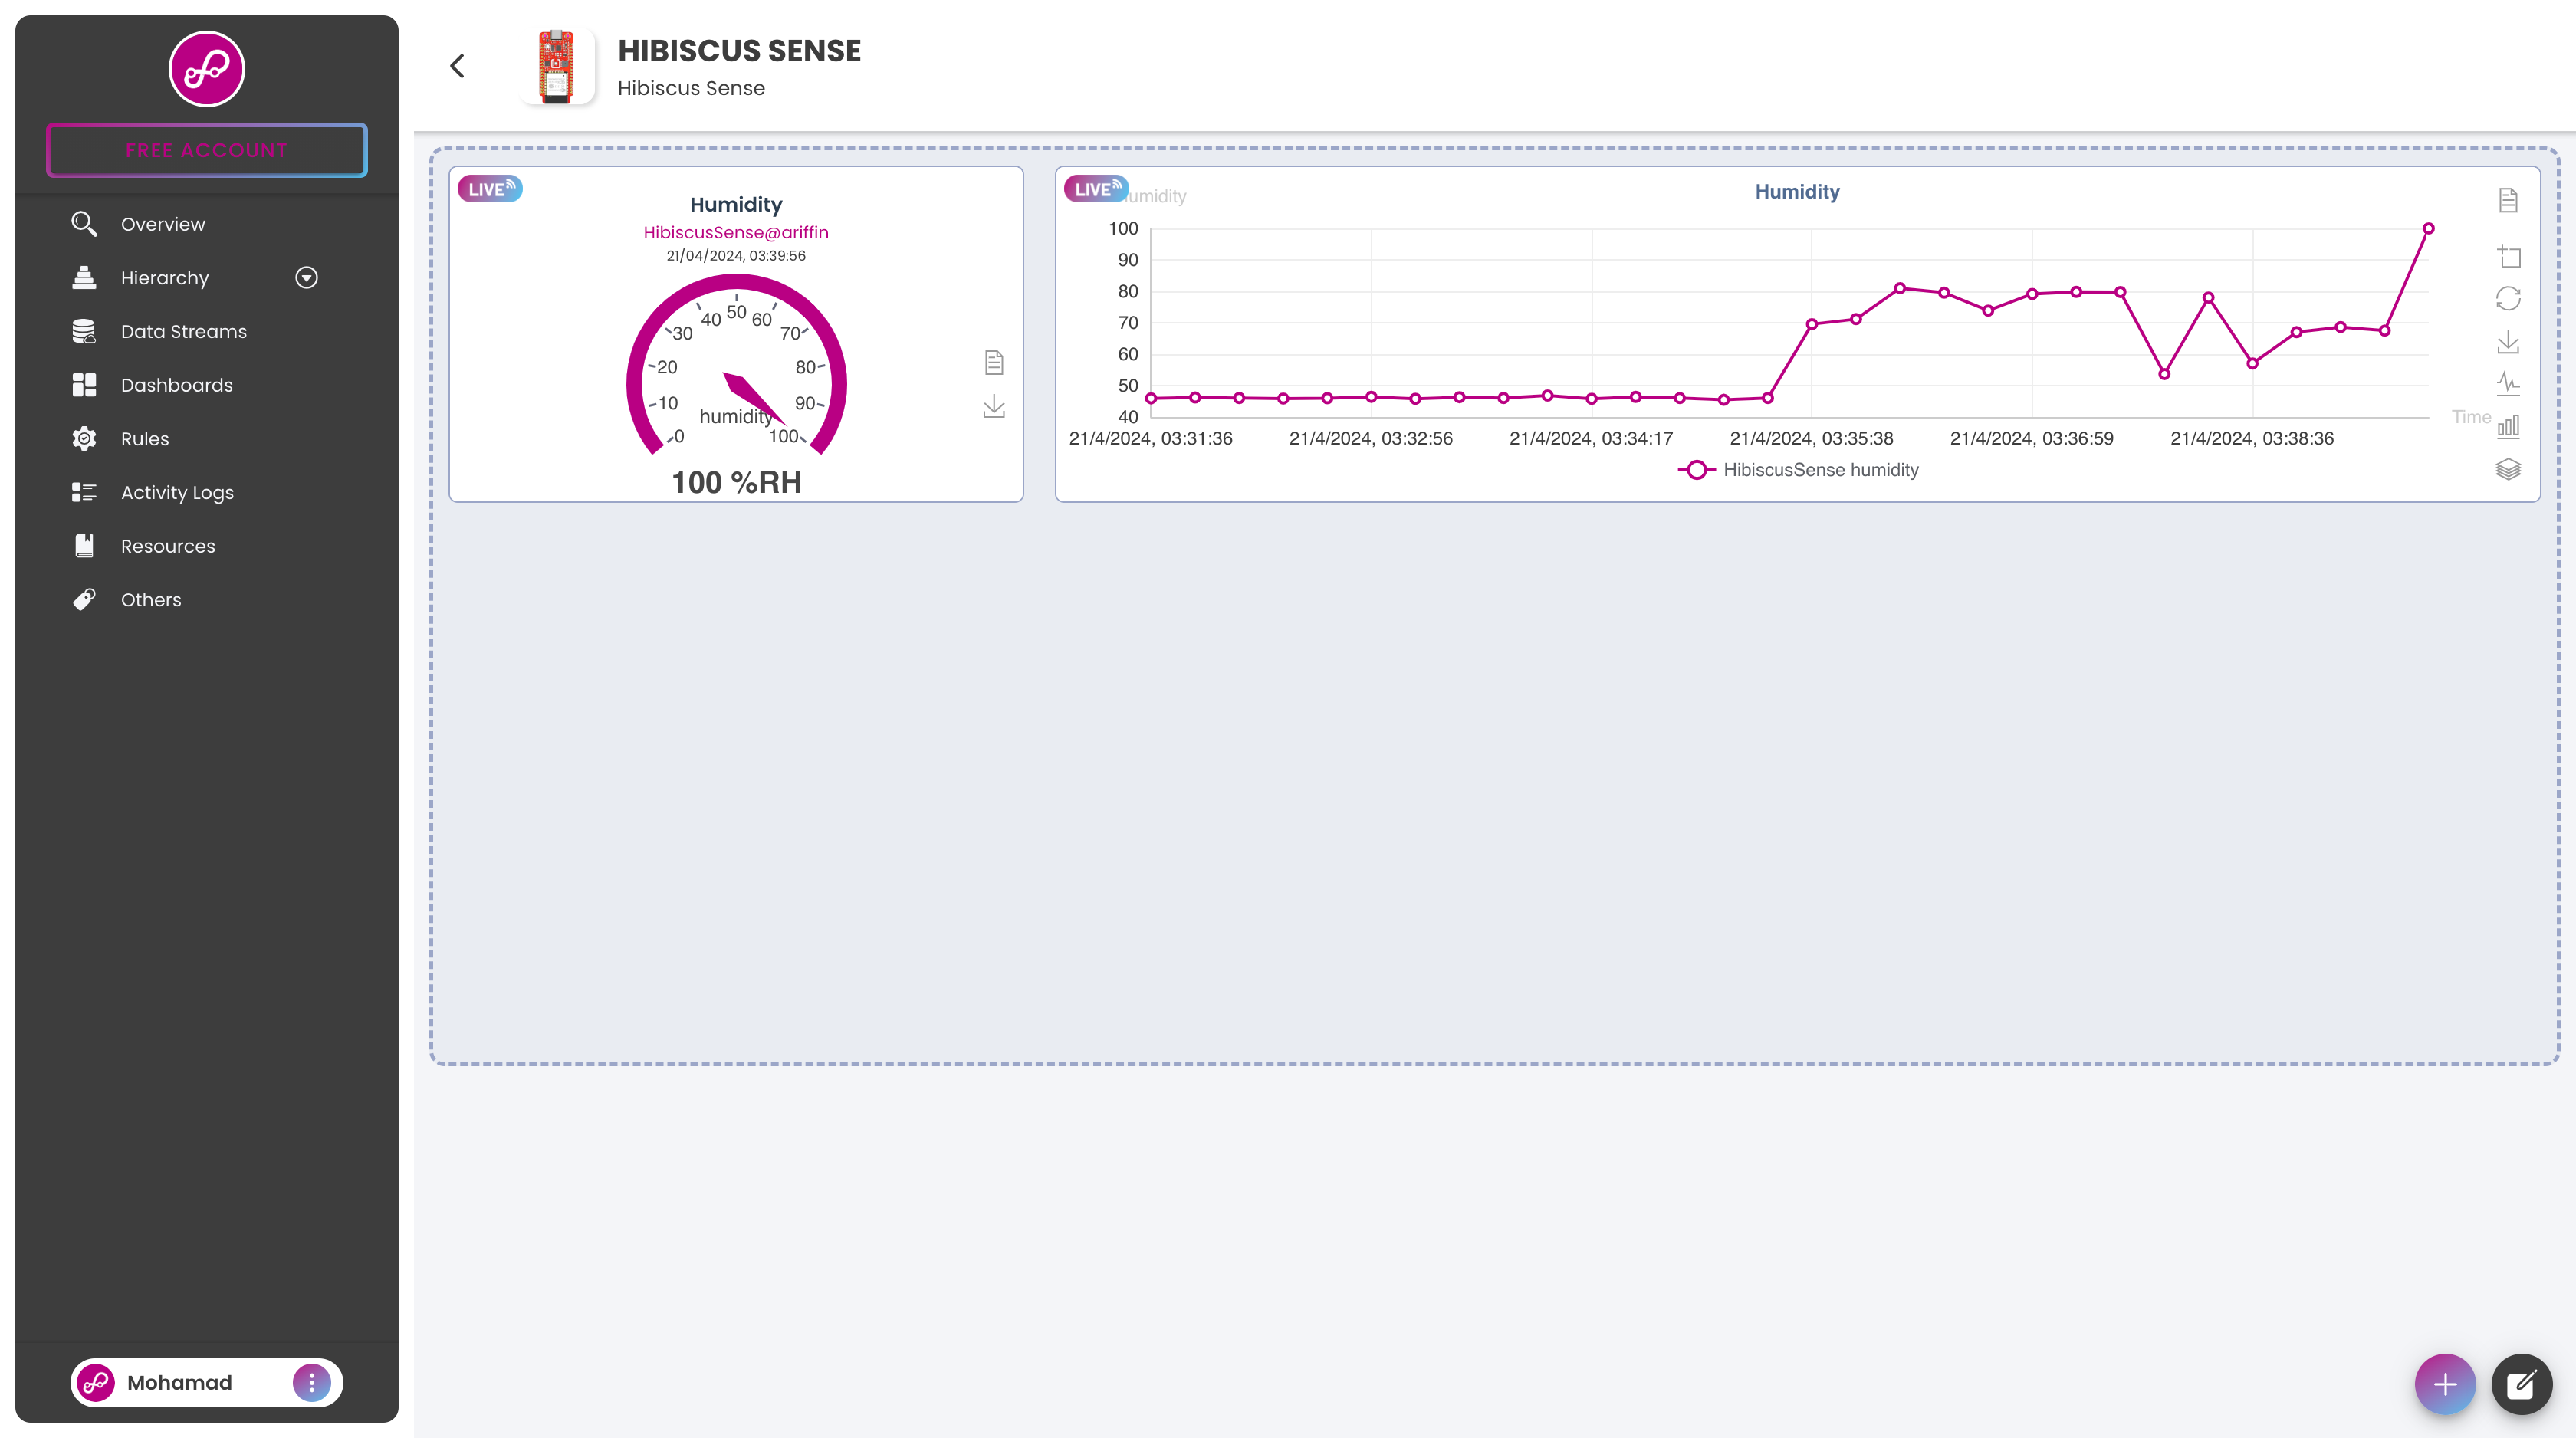 FREE ACCOUNT
Overview
Hierarchy
Data Streams
Dashboards
Rules
Activity Logs
Resources
Others
Mohamad
HIBISCUS SENSE
Hibiscus Sense
LIVE
Humidity
HibiscusSense@ariffin
21/04/2024, 03:39:56
0
10
20
30
40
50
60
70
80
90
100
humidity
100 %RH
LIVE
umidity
Humidity
100
90
80
70
60
50
40
21/4/2024, 03:31:36
21/4/2024, 03:32:56
21/4/2024, 03:34:17
21/4/2024, 03:35:38
21/4/2024, 03:36:59
21/4/2024, 03:38:36
Time
HibiscusSense humidity